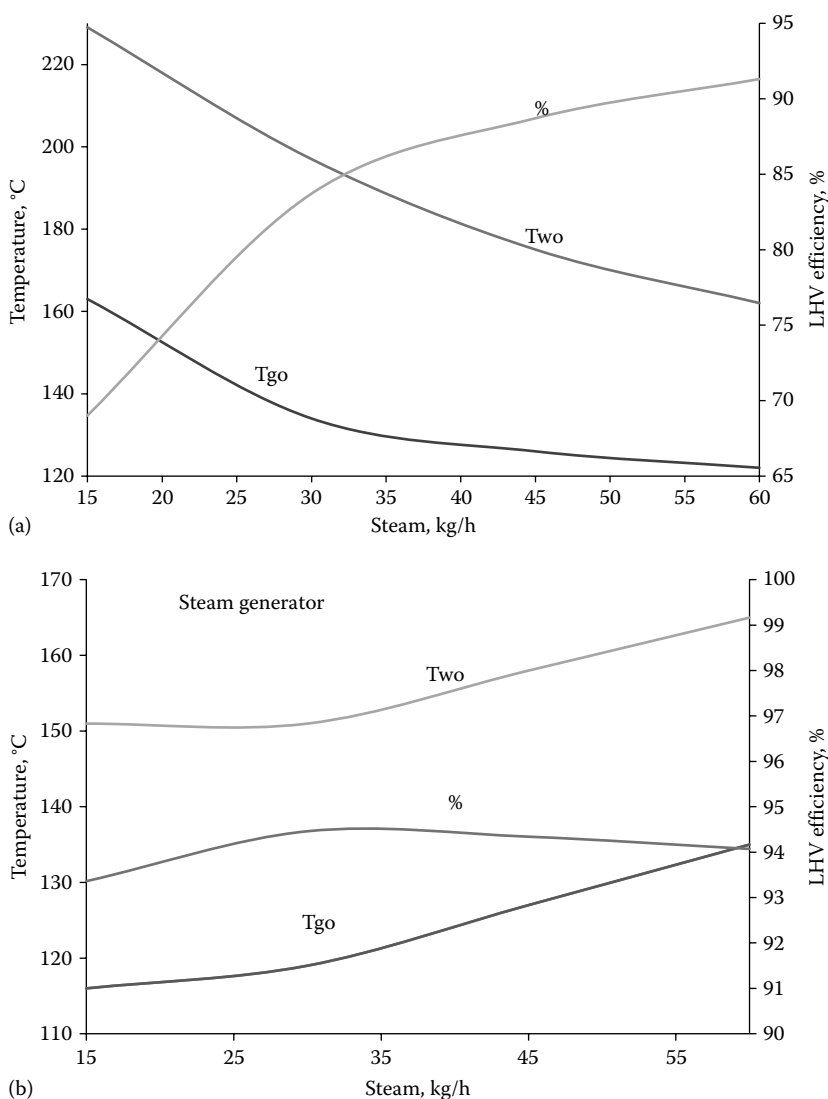 220
200
180
160
140
120
Temperature, °C
95
90
85
80
75
70
65
LHV efficiency, %
%
Two
Tgo
15 20 25 30 35 40 45 50 55 60
Steam, kg/h
(a)
170
160
150
140
130
120
110
Temperature, °C
100
99
98
97
96
95
94
93
92
91
90
LHV efficiency, %
Steam generator
Two
%
Tgo
15 25 35 45 55
Steam, kg/h
(b)